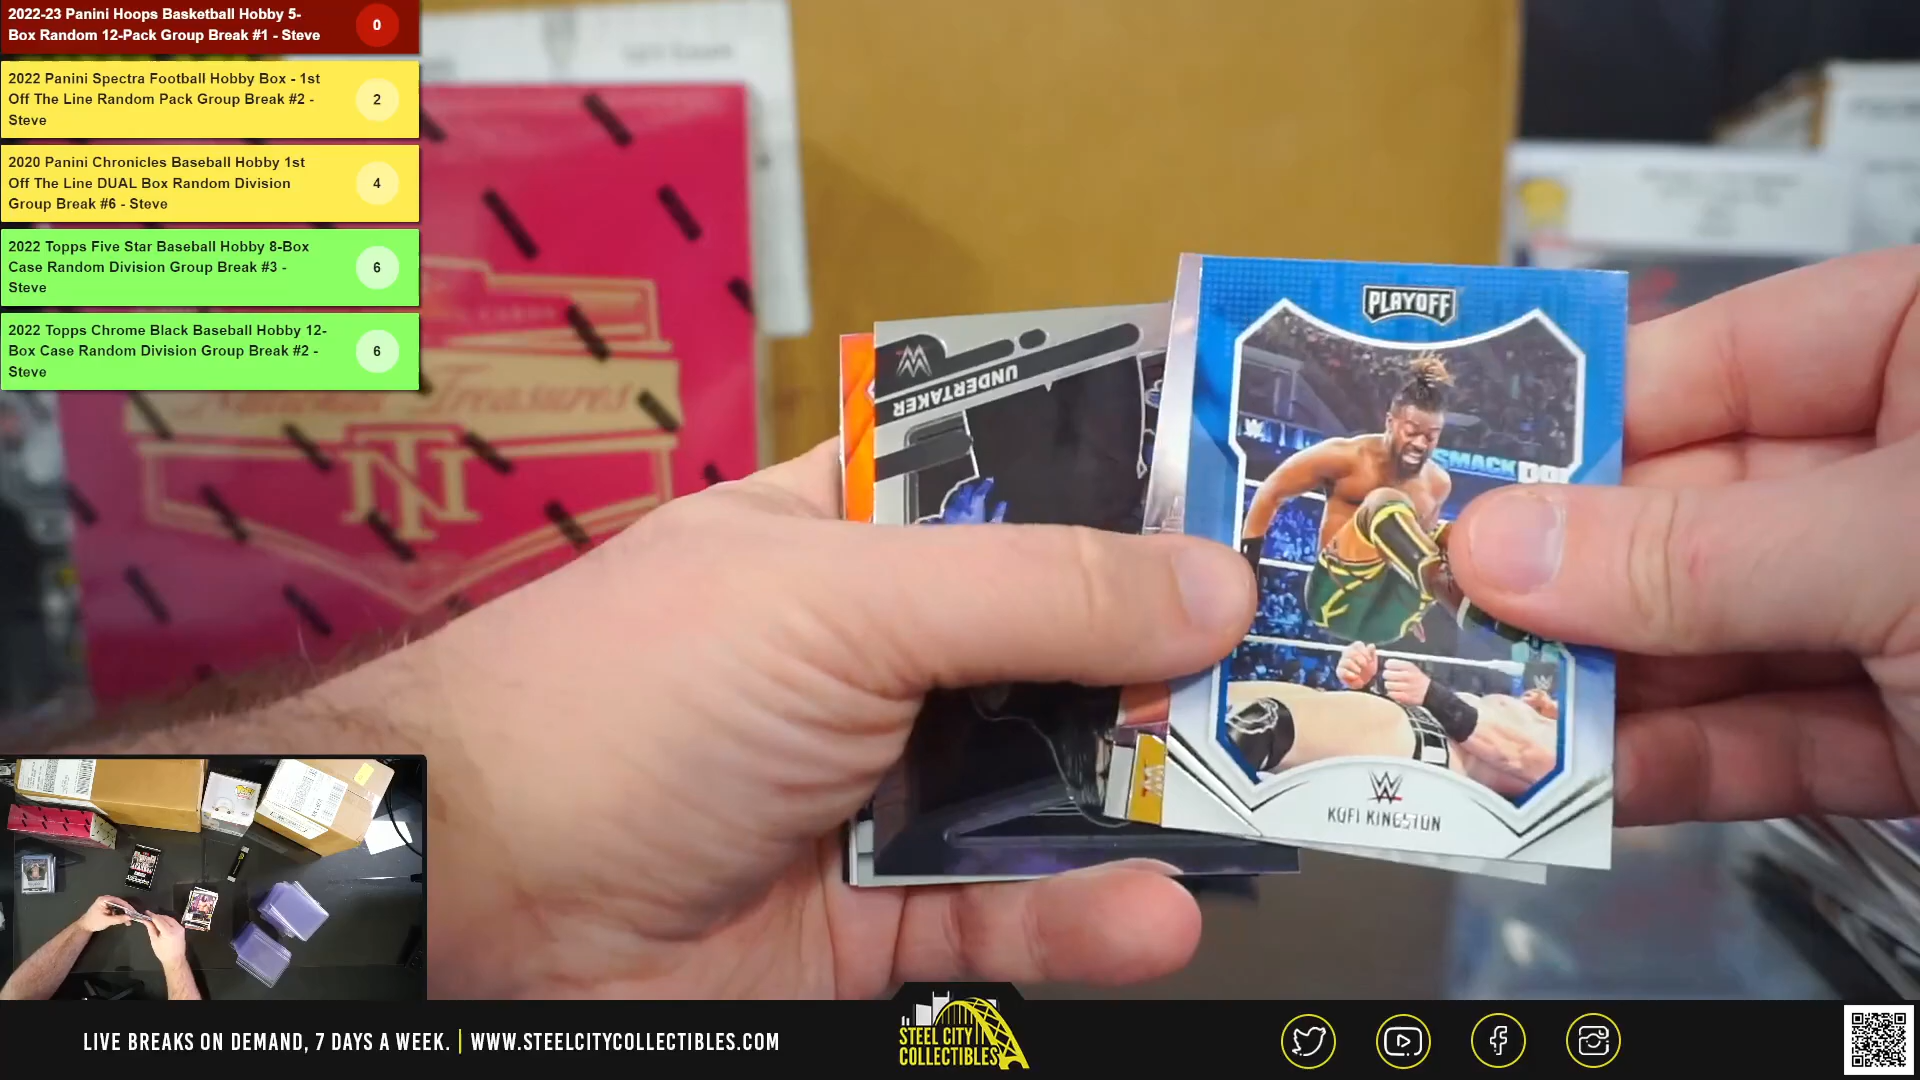 2022-23 Panini Hoops Basketball Hobby 5-
Box Random 12-Pack Group Break #1 - Steve
0
2022 Panini Spectra Football Hobby Box - 1st
Off The Line Random Pack Group Break #2 -
Steve
2
2020 Panini Chronicles Baseball Hobby 1st
Off The Line DUAL Box Random Division
Group Break #6 - Steve
4
2022 Topps Five Star Baseball Hobby 8-Box
Case Random Division Group Break #3 -
Steve
6
2022 Topps Chrome Black Baseball Hobby 12-
Box Case Random Division Group Break #2 -
Steve
6
National Treasures
NT
UNDERTAKER
PLAYOFF
SMACKDO
KOFI KINGSTON
LIVE BREAKS ON DEMAND, 7 DAYS A WEEK. | WWW.STEELCITYCOLLECTIBLES.COM
STEEL CITY
COLLECTIBLES